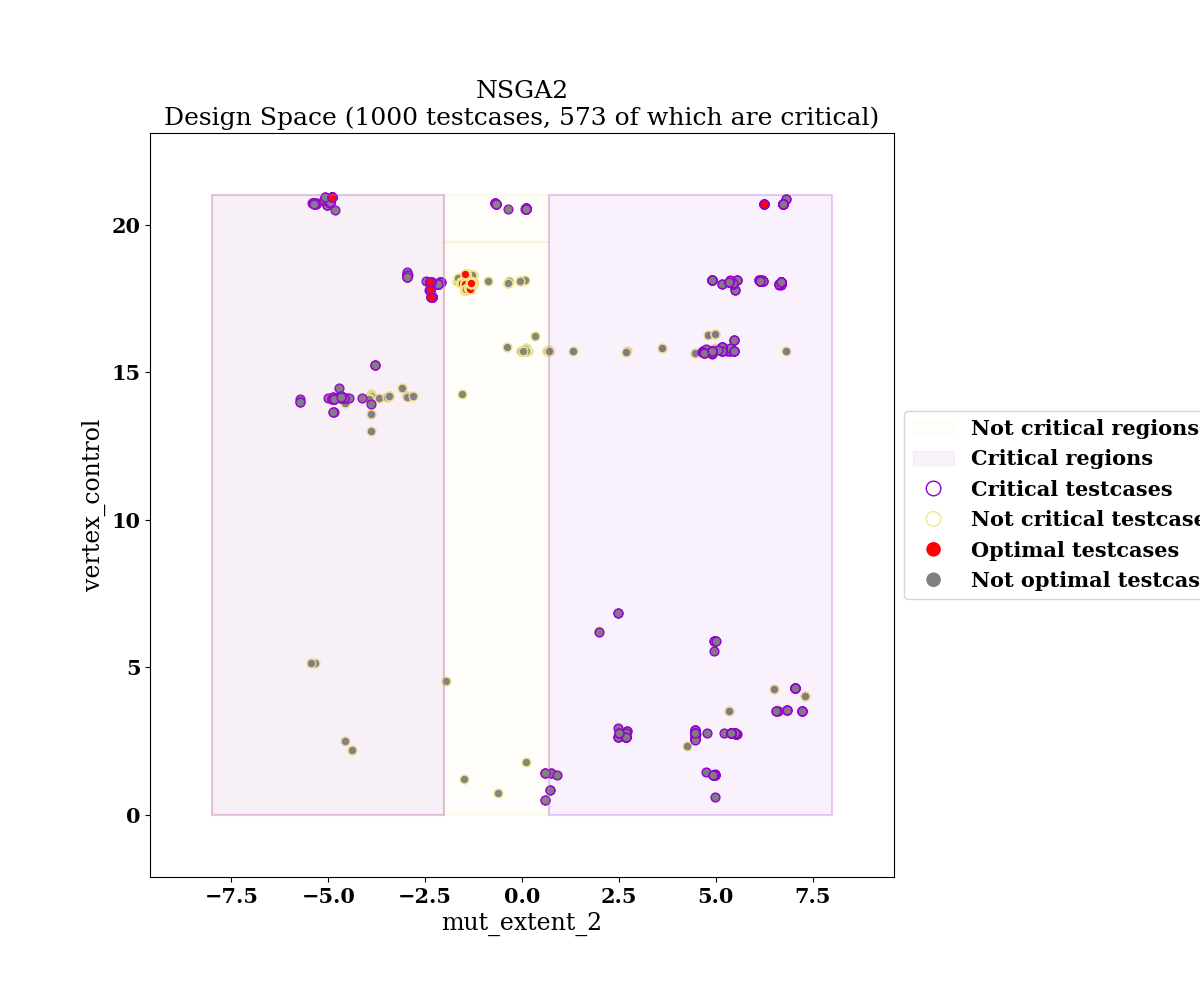 NSGA2
Design Space (1000 testcases, 573 of which are critical)
vertex_control
20
15
10
5
0
−7.5
−5.0
−2.5
0.0
2.5
5.0
7.5
mut_extent_2
Not critical regions
Critical regions
Critical testcases
Not critical testcase
Optimal testcases
Not optimal testcas